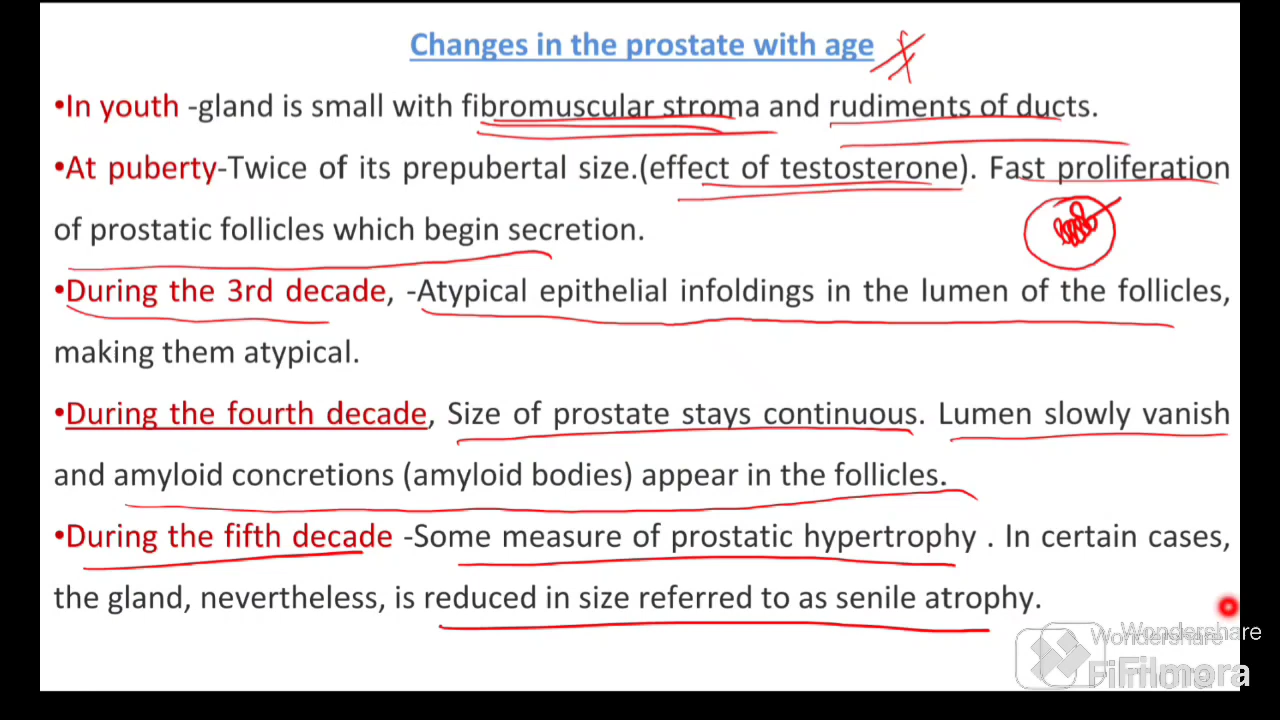 Changes in the prostate with age
•In youth -gland is small with fibromuscular stroma and rudiments of ducts.
•At puberty-Twice of its prepubertal size.(effect of testosterone). Fast proliferation
of prostatic follicles which begin secretion.
•During the 3rd decade, -Atypical epithelial infoldings in the lumen of the follicles,
making them atypical.
•During the fourth decade, Size of prostate stays continuous. Lumen slowly vanish
and amyloid concretions (amyloid bodies) appear in the follicles.
•During the fifth decade -Some measure of prostatic hypertrophy . In certain cases,
the gland, nevertheless, is reduced in size referred to as senile atrophy.
Wondershare
Wondershare
Filmora
Filmora